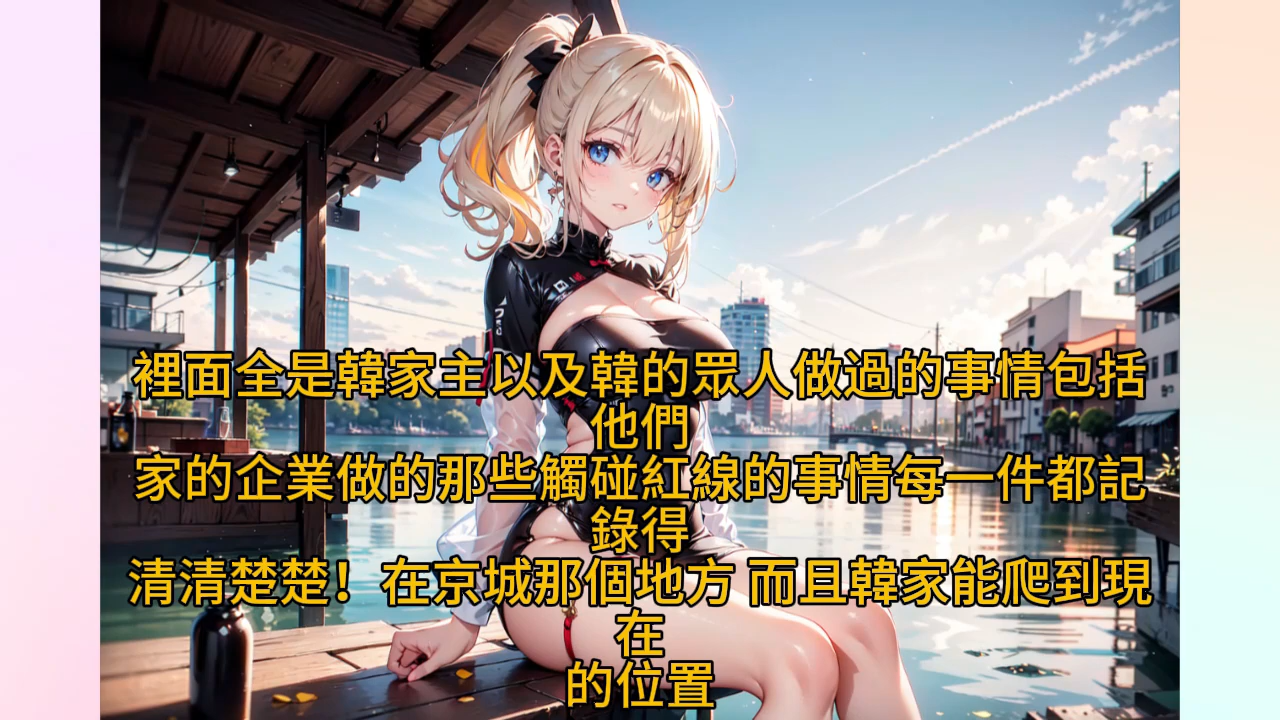 裡面全是韓家主以及韓的眾人做過的事情包括
他們
家的企業做的那些觸碰紅線的事情每一件都記
錄得
清清楚楚！在京城那個地方 而且韓家能爬到現
在
的位置